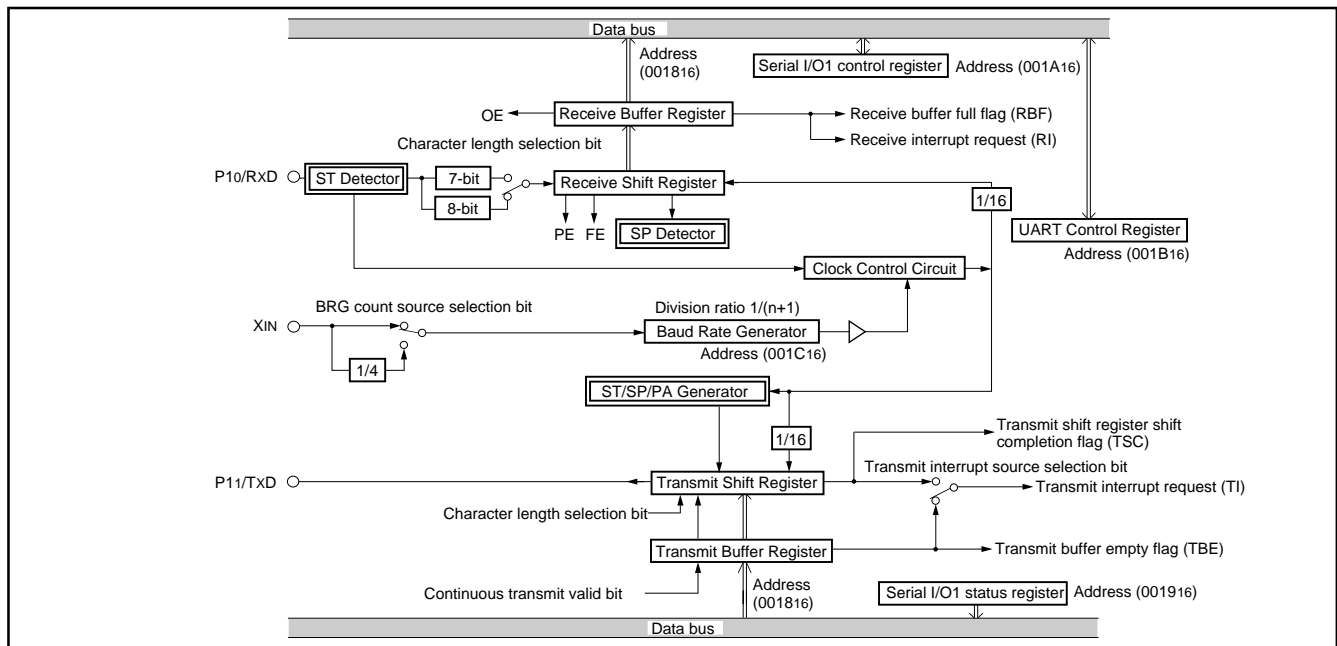 Data bus
Address
(001816)
Serial I/O1 control register
Address (001A16)
OE
Receive Buffer Register
Receive buffer full flag (RBF)
Receive interrupt request (RI)
Character length selection bit
P10/RXD
ST Detector
7-bit
8-bit
Receive Shift Register
1/16
PE
FE
SP Detector
UART Control Register
Address (001B16)
Clock Control Circuit
BRG count source selection bit
Division ratio 1/(n+1)
XIN
Baud Rate Generator
Address (001C16)
1/4
ST/SP/PA Generator
1/16
Transmit shift register shift
completion flag (TSC)
Transmit interrupt source selection bit
P11/TXD
Transmit Shift Register
Transmit interrupt request (TI)
Character length selection bit
Transmit Buffer Register
Transmit buffer empty flag (TBE)
Continuous transmit valid bit
Address
(001816)
Serial I/O1 status register
Address (001916)
Data bus